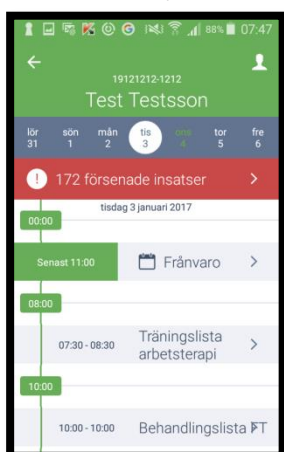 88% 07:47
19121212-1212
Test Testsson
lör sön mån tis ons tor fre
31 1 2 3 4 5 6
172 försenade insatser
tisdag 3 januari 2017
00:00
Senast 11:00 Frånvaro
08:00
07:30 - 08:30 Träningslista
arbetsterapi
10:00
10:00 - 10:00 Behandlingslista FT